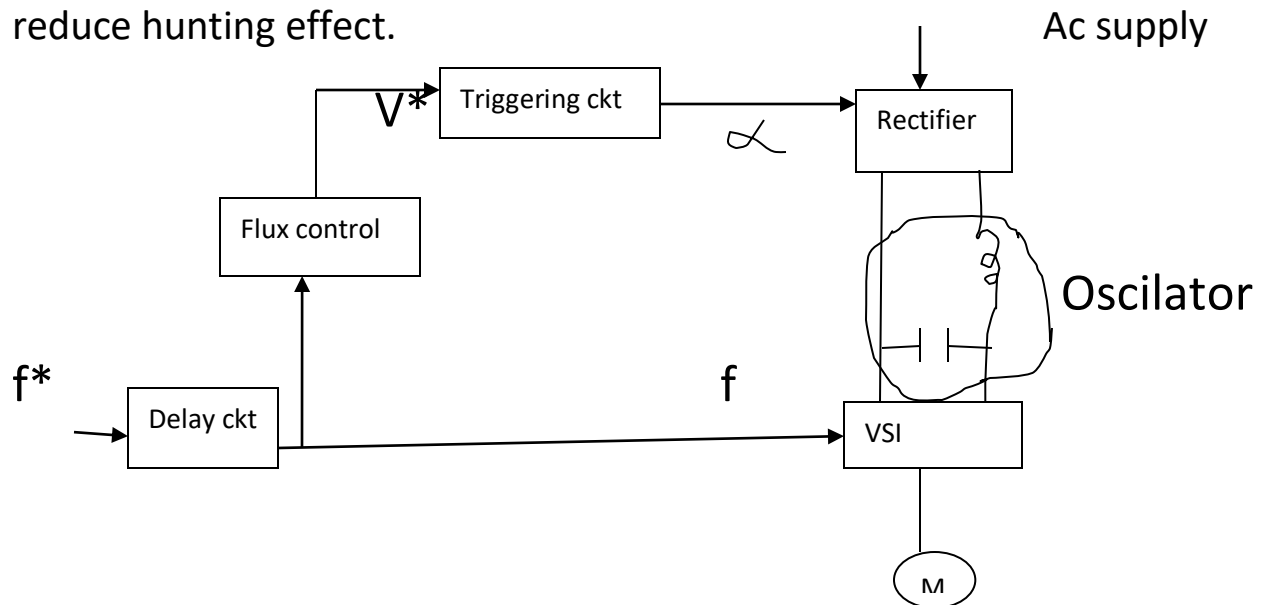 reduce hunting effect.
Ac supply
V*
Triggering ckt
α
Rectifier
Flux control
Oscilator
f*
Delay ckt
f
VSI
M